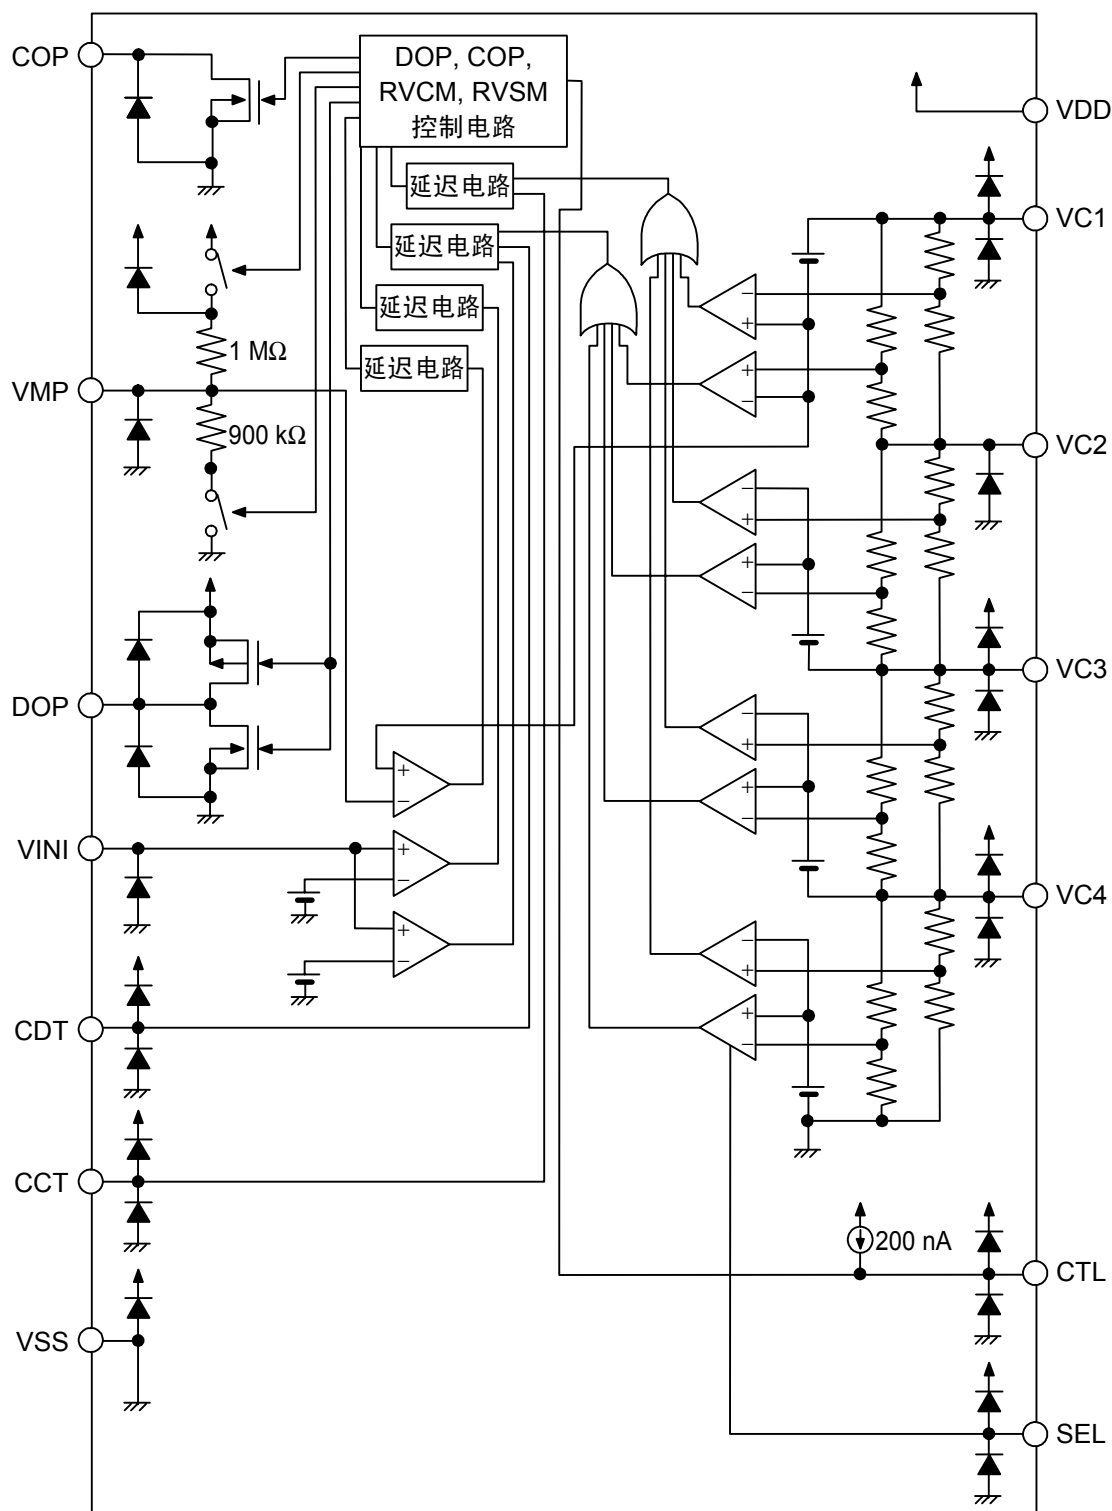 COP
DOP, COP,
RVCM, RVSM
控制电路
VDD
延迟电路
VC1
延迟电路
延迟电路
1 MΩ
延迟电路
VMP
900 kΩ
VC2
VC3
DOP
VINI
VC4
CDT
CCT
200 nA
CTL
VSS
SEL